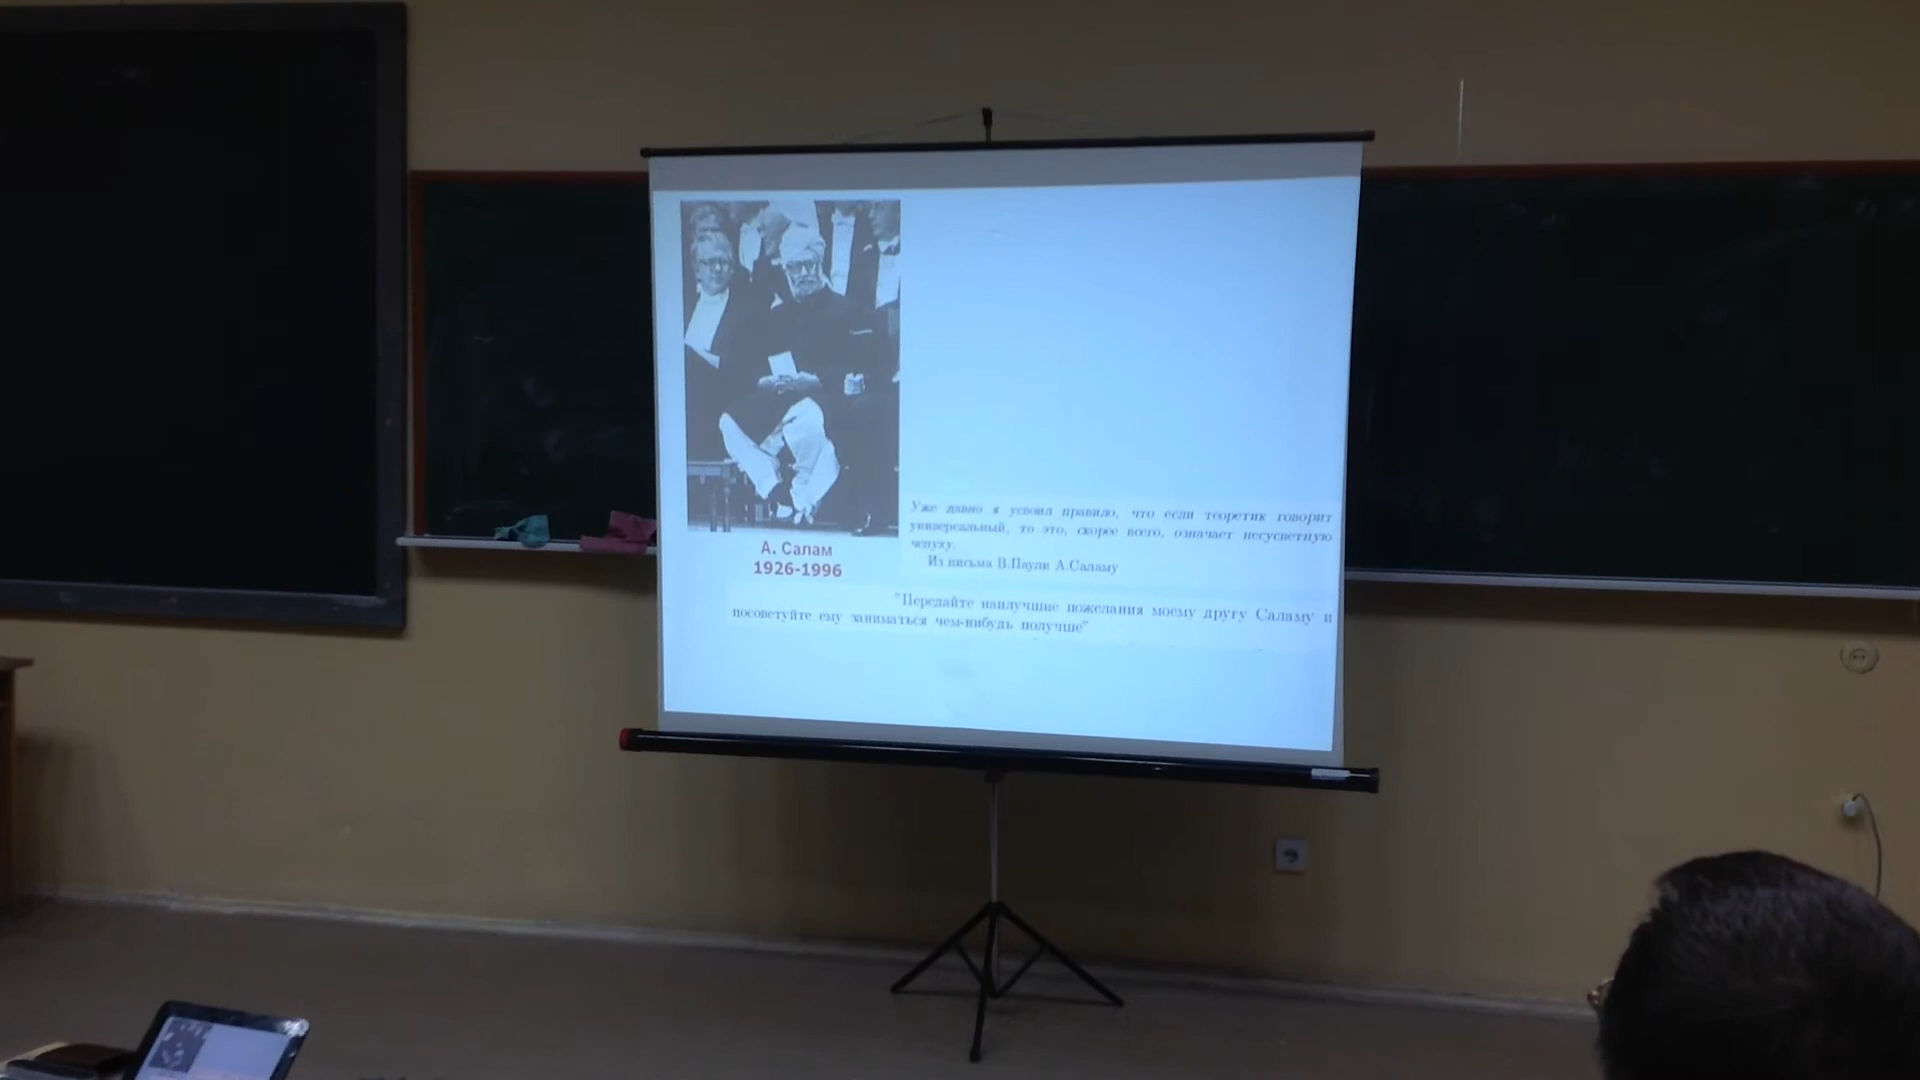 Уже давно я усвоил правило, что если теоретик говорит
универсальный, то это, скорее всего, означает несусветную
чепуху.
Из письма В.Паули А.Саламу
А. Салам
1926-1996
"Передайте наилучшие пожелания моему другу Саламу и
посоветуйте ему заниматься чем-нибудь получше"